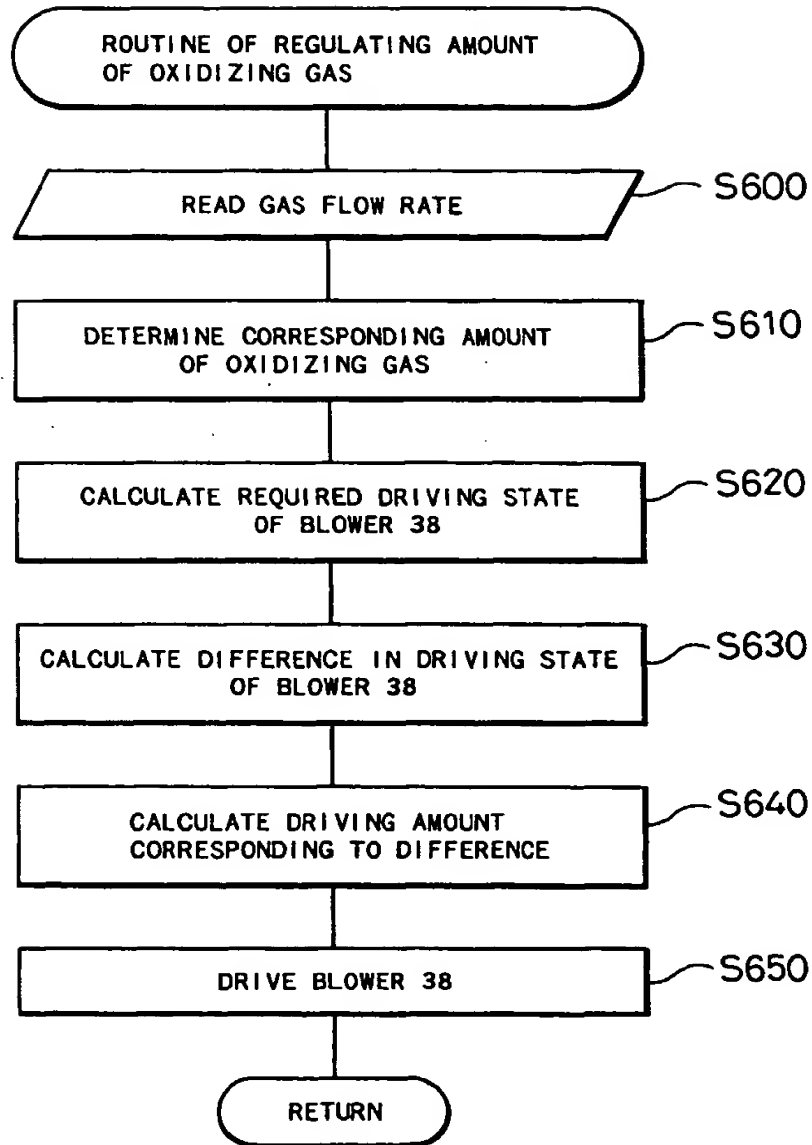 ROUTINE OF REGULATING AMOUNT
OF OXIDIZING GAS
READ GAS FLOW RATE
S600
DETERMINE CORRESPONDING AMOUNT
OF OXIDIZING GAS
S610
CALCULATE REQUIRED DRIVING STATE
OF BLOWER 38
S620
CALCULATE DIFFERENCE IN DRIVING STATE
OF BLOWER 38
S630
CALCULATE DRIVING AMOUNT
CORRESPONDING TO DIFFERENCE
S640
DRIVE BLOWER 38
S650
RETURN